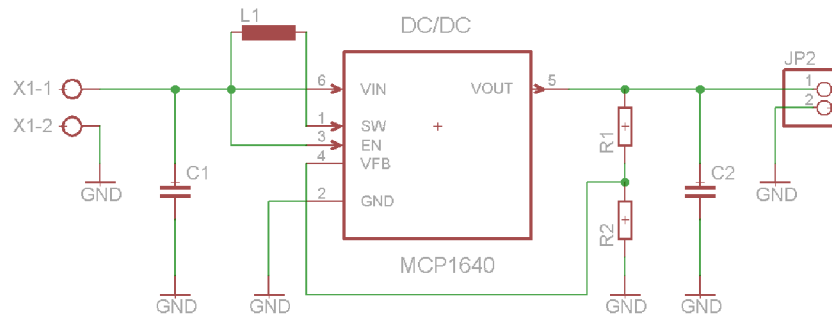 L1
DC/DC
JP2
X1-1
6
VIN
VOUT
5
1
2
X1-2
1
SW
3
EN
4
VFB
R1
GND
C1
2
GND
R2
C2
GND
MCP1640
GND
GND
GND
GND